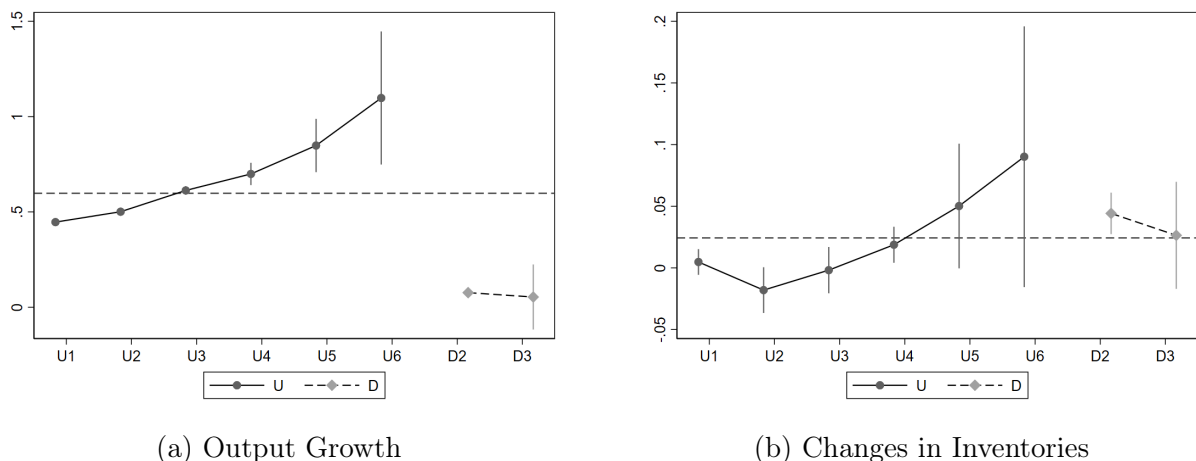 1.5
1
.5
0
U1 U2 U3 U4 U5 U6 D2 D3
U D
(a) Output Growth
.2
.15
.1
.05
0
-.05
U1 U2 U3 U4 U5 U6 D2 D3
U D
(b) Changes in Inventories